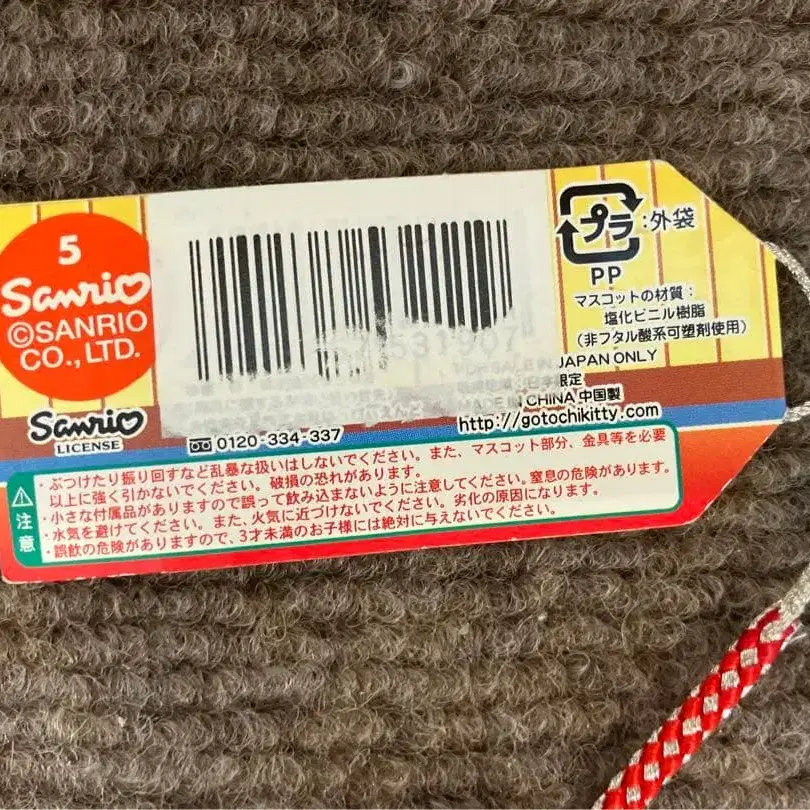 5
Sanrio
©SANRIO
CO., LTD.
Sanrio
LICENSE
プラ:外袋
PP
マスコットの材質:
塩化ビニル樹脂
(非フタル酸系可塑剤使用)
JAPAN ONLY
限定
MADE IN CHINA 中国製
0120-334-337
http://gotochikitty.com/
注意
・ぶつけたり振り回すなど乱暴な扱いはしないでください。また、マスコット部分、金具等を必要
以上に強く引かないでください。破損の恐れがあります。
・小さな付属品がありますので誤って飲み込まないように注意してください。窒息の危険があります。
・水気を避けてください。また、火気に近づけないでください。劣化の原因になります。
・誤飲の危険がありますので、3才未満のお子様には絶対に与えないでください。